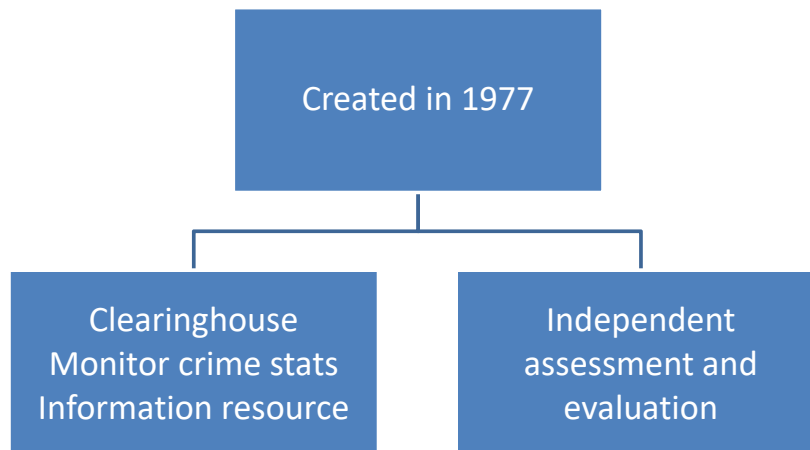 Created in 1977
Clearinghouse
Monitor crime stats
Information resource
Independent
assessment and
evaluation